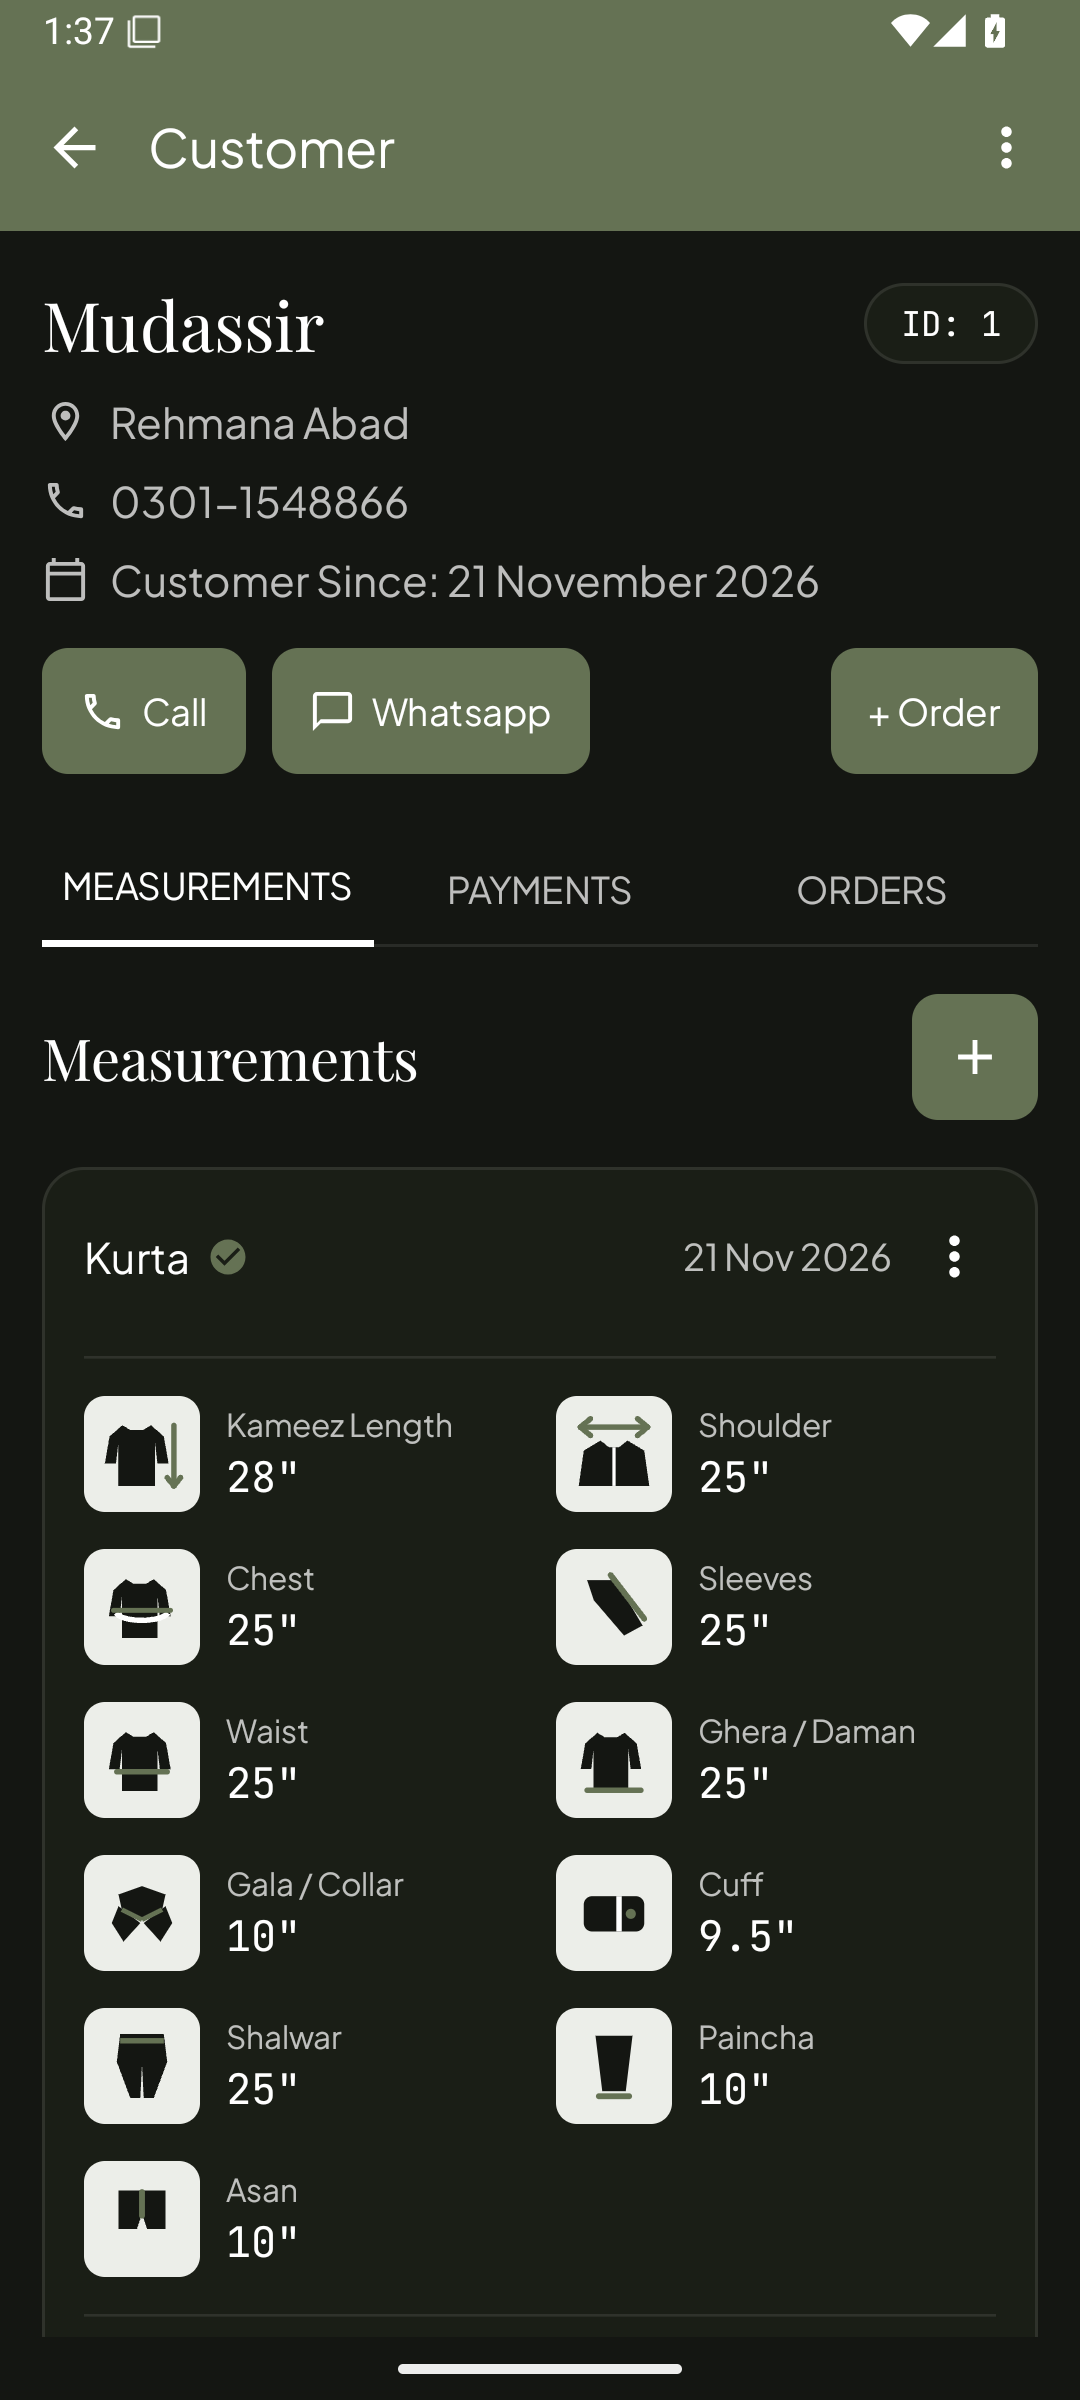 1:37
Customer
Mudassir
ID: 1
Rehmana Abad
0301-1548866
Customer Since: 21 November 2026
Call
Whatsapp
+ Order
MEASUREMENTS
PAYMENTS
ORDERS
Measurements
+
Kurta
21 Nov 2026
Kameez Length
28"
Shoulder
25"
Chest
25"
Sleeves
25"
Waist
25"
Ghera / Daman
25"
Gala / Collar
10"
Cuff
9.5"
Shalwar
25"
Paincha
10"
Asan
10"